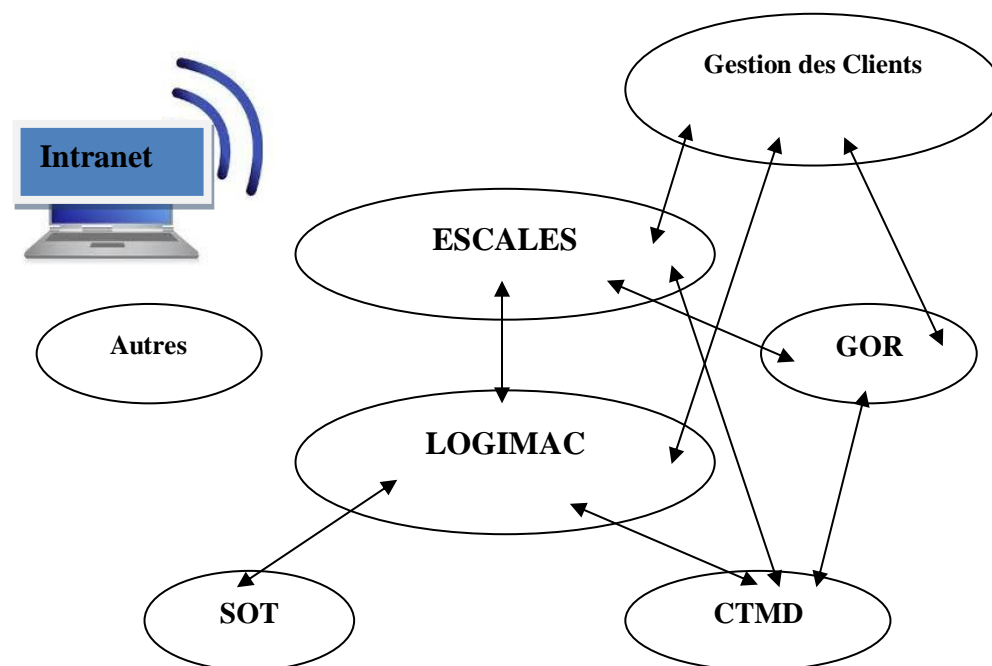 Gestion des Clients
Intranet
ESCALES
Autres
GOR
LOGIMAC
SOT
CTMD